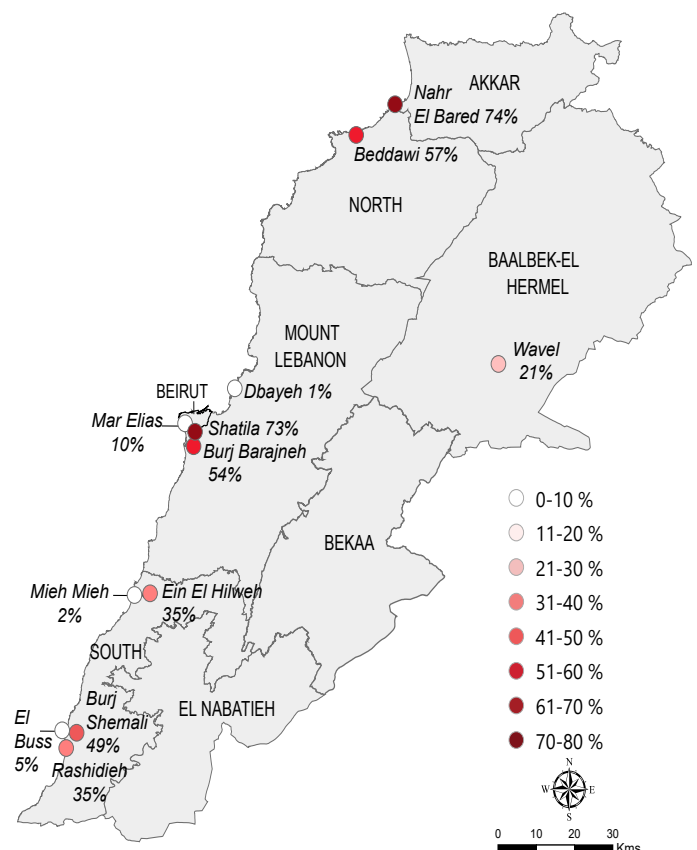 AKKAR
Nahr
El Bared 74%
Beddawi 57%
NORTH
BAALBEK-EL
HERMEL
MOUNT
LEBANON
Wavel
21%
BEIRUT
Dbayeh 1%
Mar Elias
10%
Shatila 73%
Burj Barajneh
54%
BEKAA
Mieh Mieh
2%
Ein El Hilweh
35%
SOUTH
EL NABATIEH
Burj
Shemali
49%
El
Buss
5%
Rashidieh
35%
0-10 %
11-20 %
21-30 %
31-40 %
41-50 %
51-60 %
61-70 %
70-80 %
N
W E
S
0 10 20 30
Kms